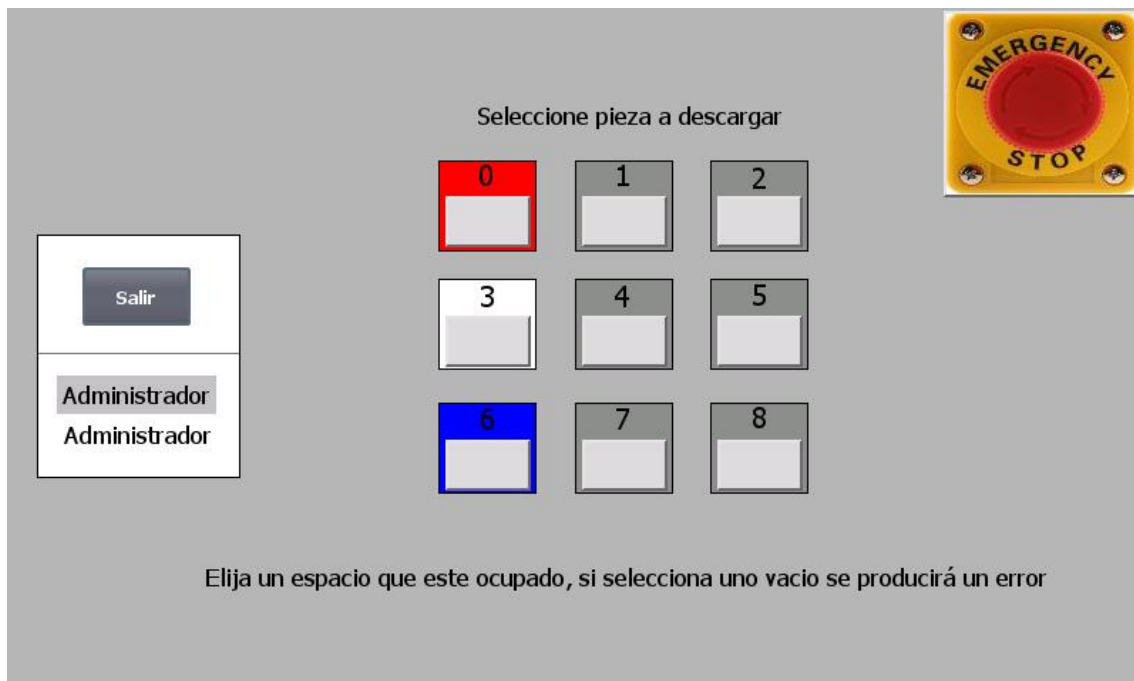 EMERGENCY
STOP
Seleccione pieza a descargar
0 1 2
Salir
3 4 5
Administrador
Administrador
6 7 8
Elija un espacio que este ocupado, si selecciona uno vacio se producirá un error